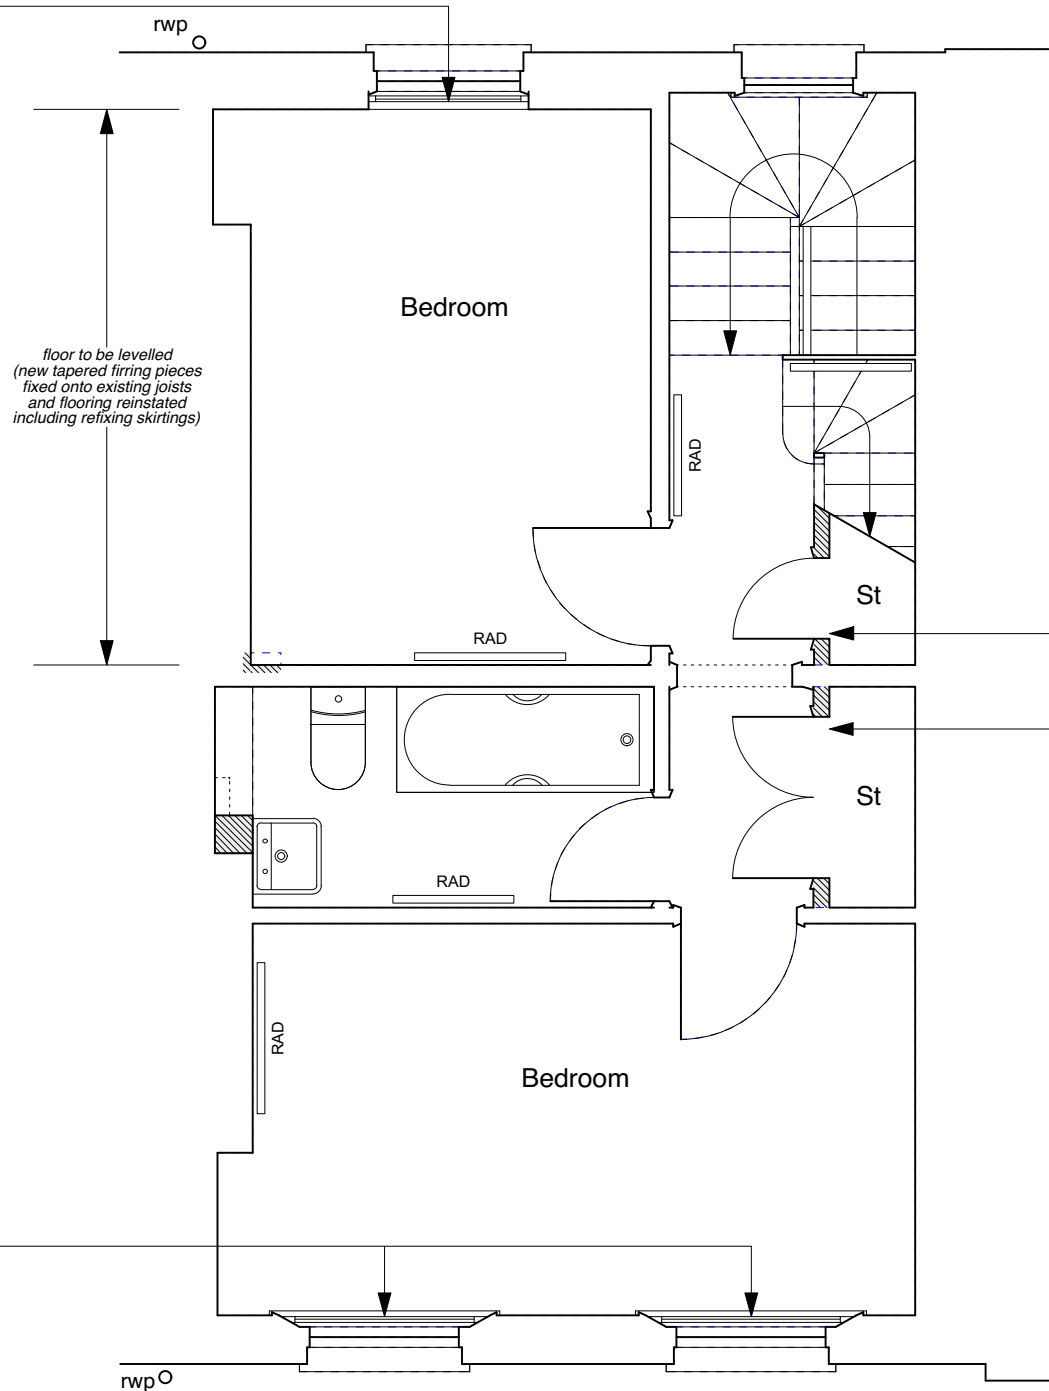 rwp
Bedroom
floor to be levelled
(new tapered firring pieces
fixed onto existing joists
and flooring reinstated
including refixing skirtings)
RAD
St
RAD
St
RAD
RAD
Bedroom
rwp